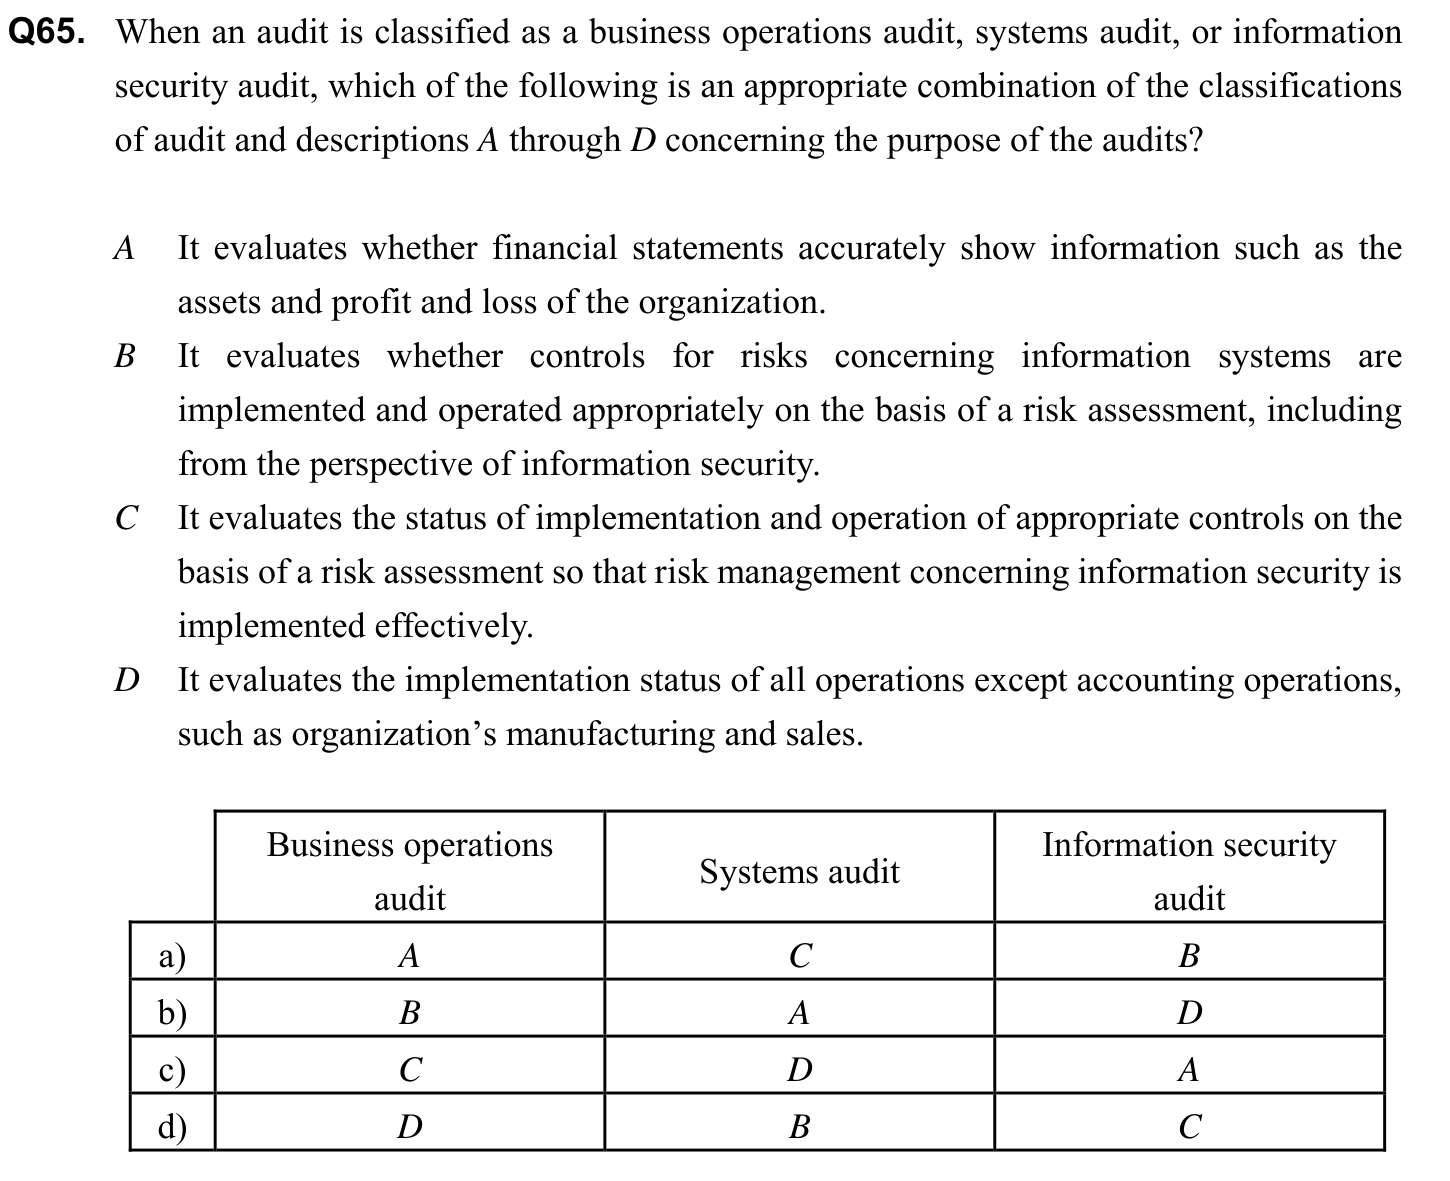 Q65. When an audit is classified as a business operations audit, systems audit, or information
security audit, which of the following is an appropriate combination of the classifications
of audit and descriptions A through D concerning the purpose of the audits?
A It evaluates whether financial statements accurately show information such as the
assets and profit and loss of the organization.
B It evaluates whether controls for risks concerning information systems are
implemented and operated appropriately on the basis of a risk assessment, including
from the perspective of information security.
C It evaluates the status of implementation and operation of appropriate controls on the
basis of a risk assessment so that risk management concerning information security is
implemented effectively.
D It evaluates the implementation status of all operations except accounting operations,
such as organization’s manufacturing and sales.
Business operations
audit
Systems audit
Information security
audit
a) A C B
b) B A D
c) C D A
d) D B C